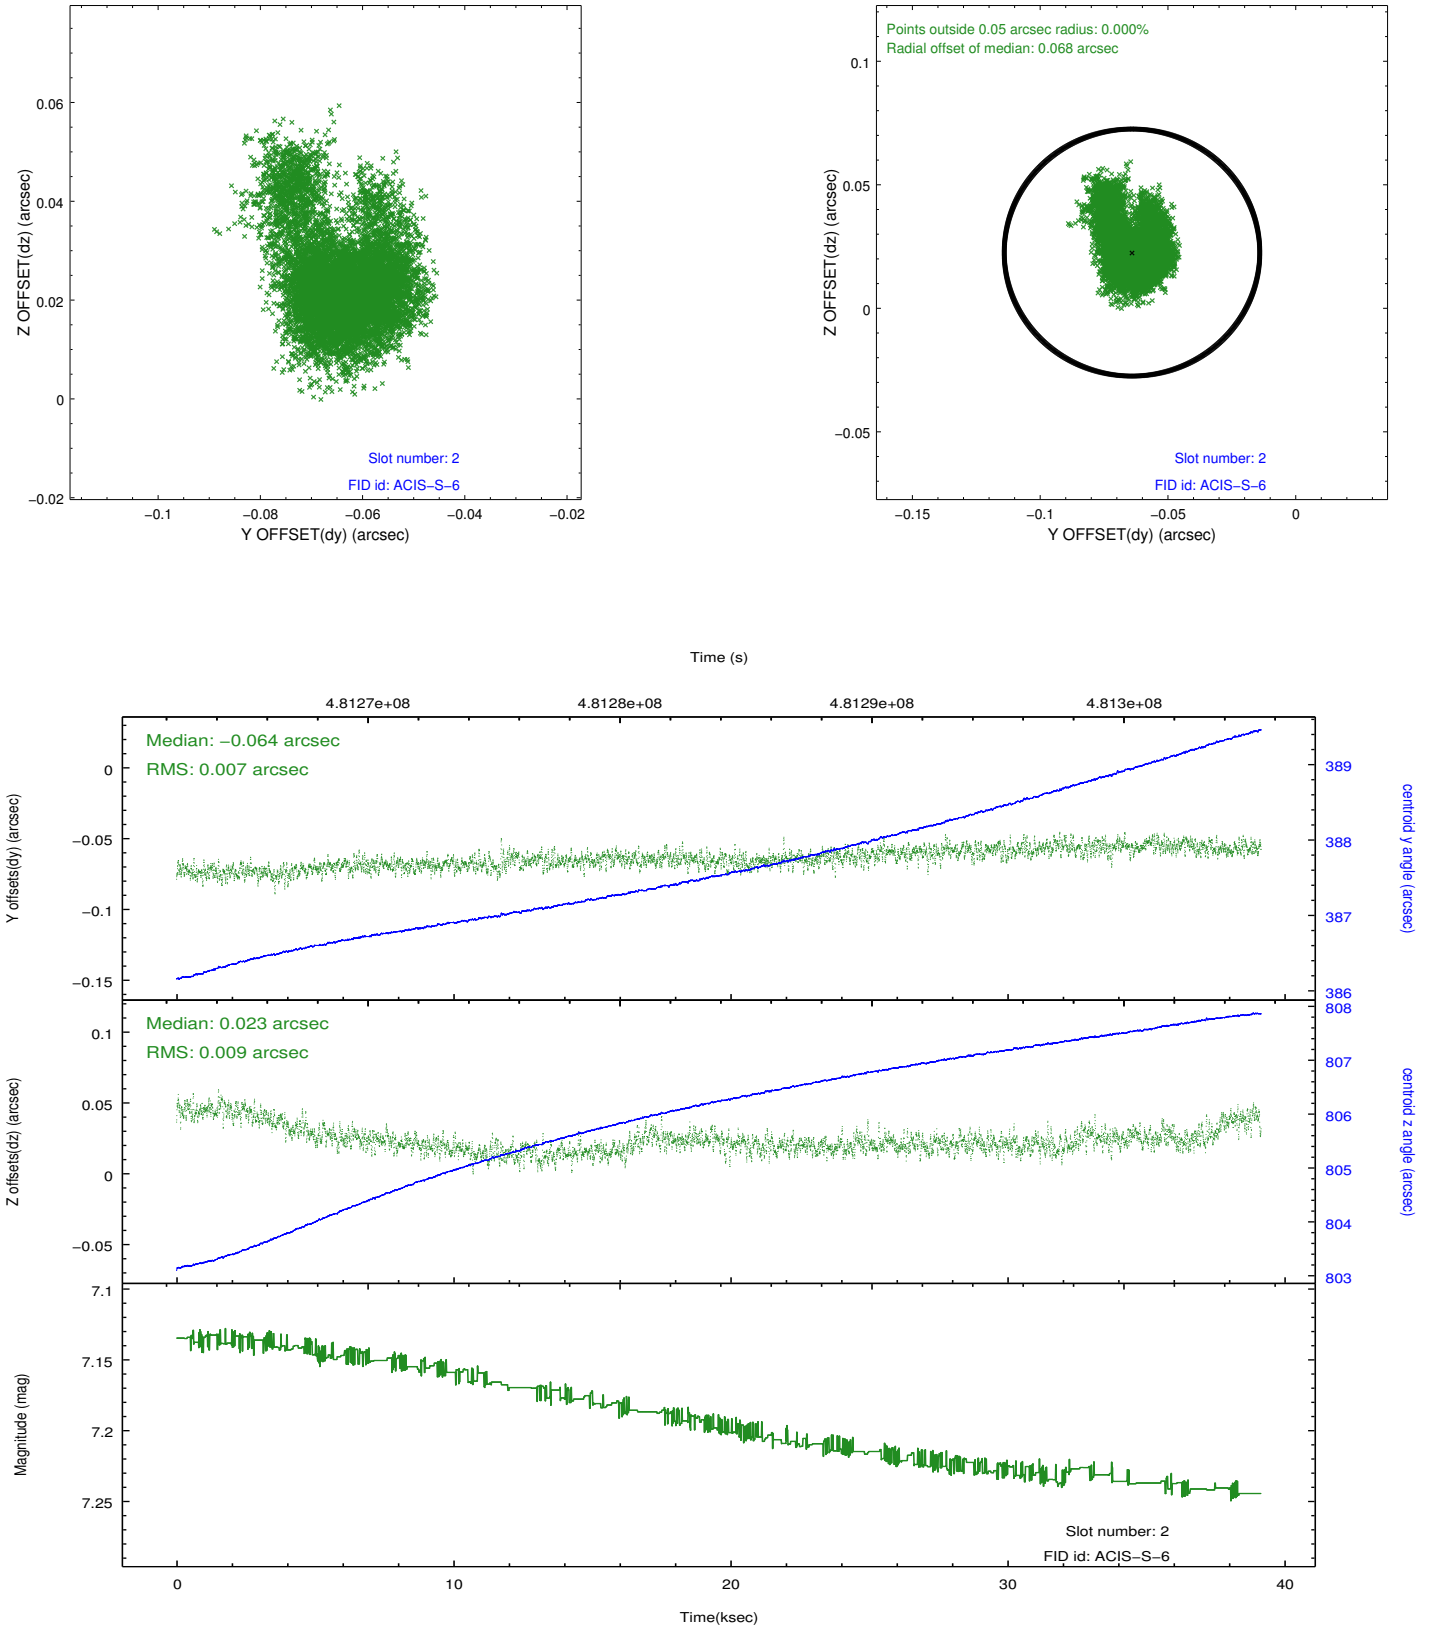 Z OFFSET(dz) (arcsec)
0.06
0.04
0.02
0
−0.02
Slot number: 2
FID id: ACIS−S−6
−0.1
−0.08
−0.06
−0.04
−0.02
Y OFFSET(dy) (arcsec)
Points outside 0.05 arcsec radius: 0.000%
Radial offset of median: 0.068 arcsec
Z OFFSET(dz) (arcsec)
0.1
0.05
0
−0.05
Slot number: 2
FID id: ACIS−S−6
−0.15
−0.1
−0.05
0
Y OFFSET(dy) (arcsec)
Time (s)
4.8127e+08
4.8128e+08
4.8129e+08
4.813e+08
Median: −0.064 arcsec
RMS: 0.007 arcsec
Y offsets(dy) (arcsec)
0
−0.05
−0.1
−0.15
389
388
387
386
centroid y angle (arcsec)
Median: 0.023 arcsec
RMS: 0.009 arcsec
Z offsets(dz) (arcsec)
0.1
0.05
0
−0.05
808
807
806
805
804
803
centroid z angle (arcsec)
Magnitude (mag)
7.1
7.15
7.2
7.25
Slot number: 2
FID id: ACIS−S−6
0
10
20
30
40
Time(ksec)